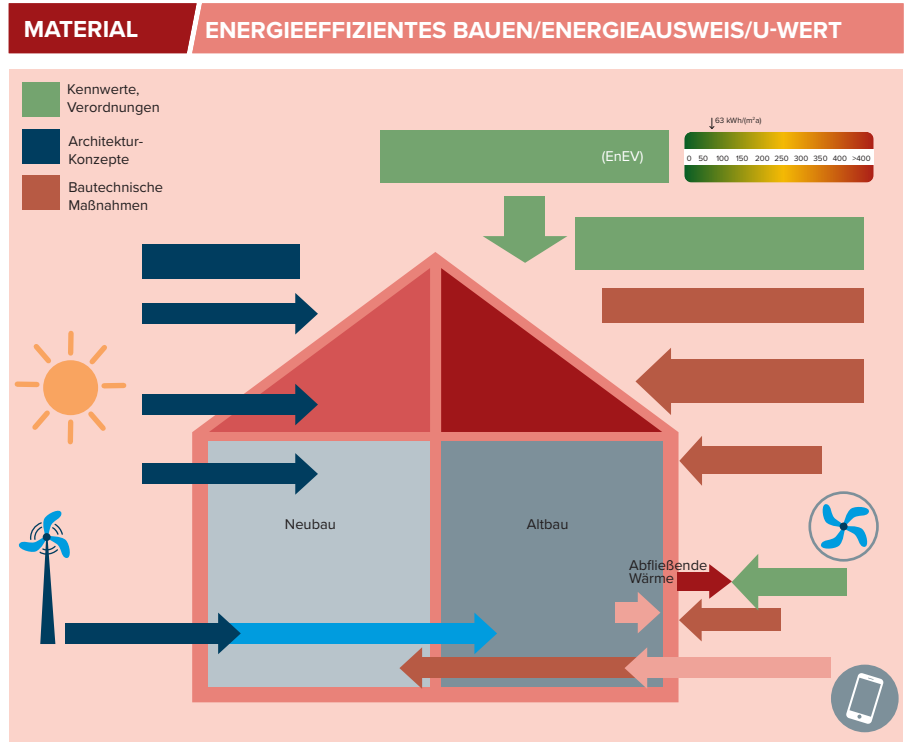 MATERIAL
ENERGIEEFFIZIENTES BAUEN/ENERGIEAUSWEIS/U-WERT
Kennwerte,
Verordnungen
Architektur-
Konzepte
Bautechnische
Maßnahmen
(EnEV)
63 kWh/(m²a)
0 50 100 150 200 250 300 350 400 >400
Neubau
Altbau
Abfließende
Wärme